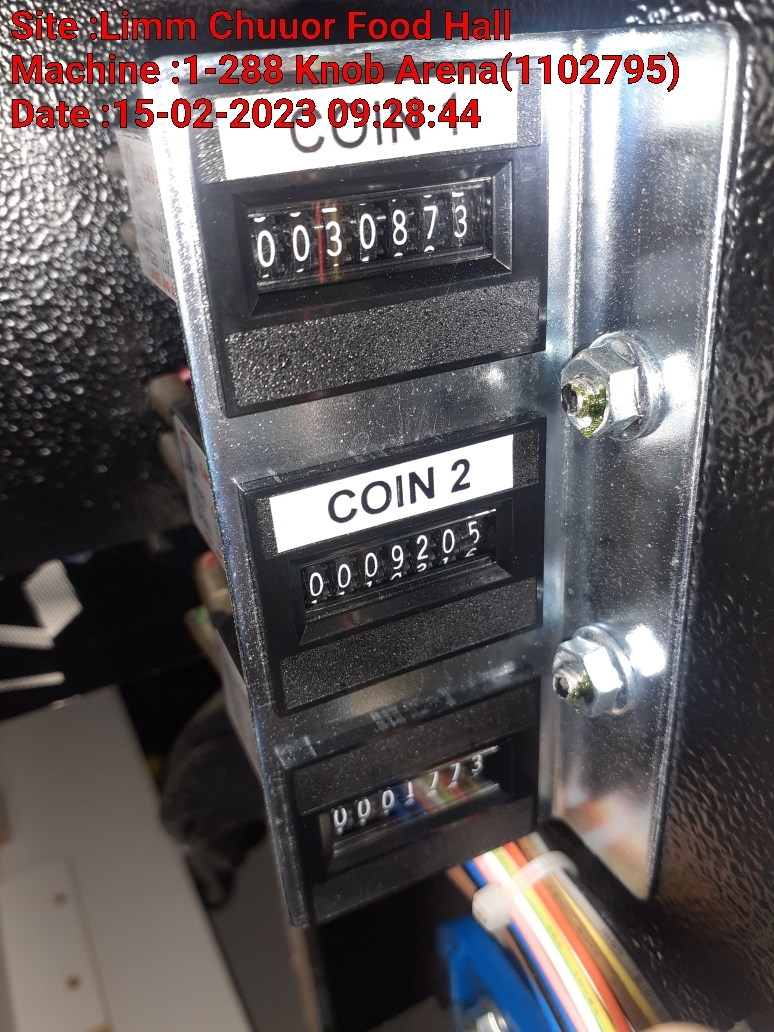 Site :Limm Chuuor Food Hall
Machine :1-288 Knob Arena(1102795)
Date :15-02-2023 09:28:44
COIN 1
0030873
COIN 2
0009205
0001773